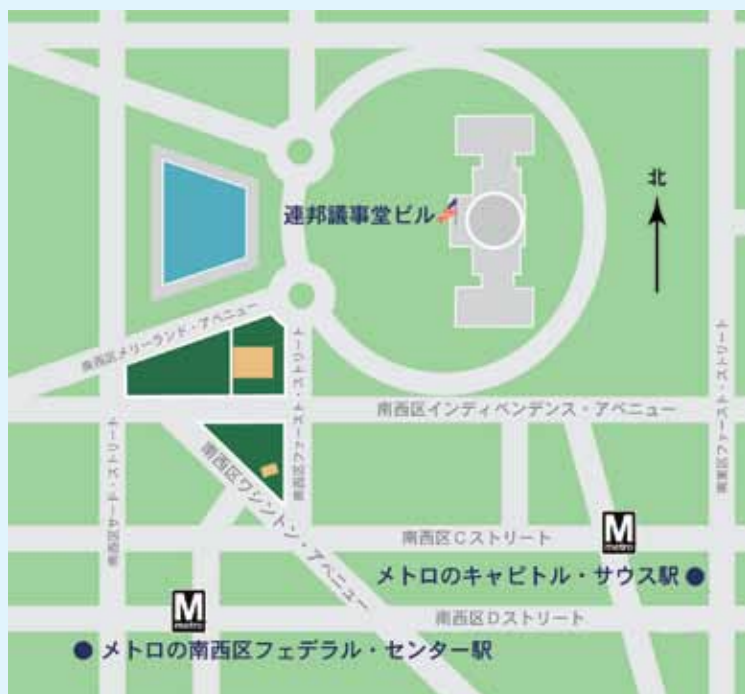 北
連邦議事堂ビル
南西区メリーランド・アベニュー
南西区ファースト・ストリート
南東区ファースト・ストリート
南西区インディペンデンス・アベニュー
南西区サード・ストリート
南西区ワシントン・アベニュー
南西区Cストリート
M
metro
メトロのキャピトル・サウス駅
南西区Dストリート
M
metro
メトロの南西区フェデラル・センター駅